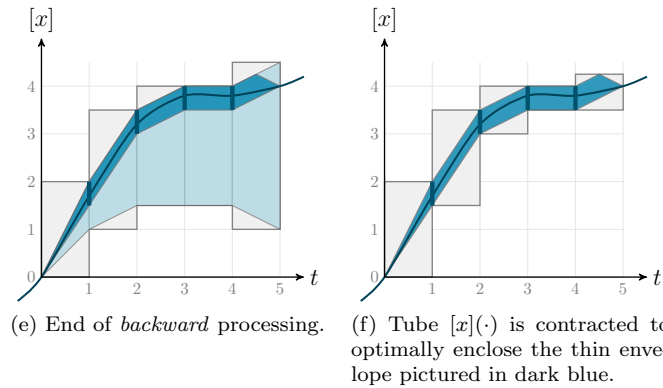 [x]
4
3
2
1
0
1 2 3 4 5
t
(e) End of backward processing.
[x]
4
3
2
1
0
1 2 3 4 5
t
(f) Tube [x](·) is contracted to
optimally enclose the thin enve-
lope pictured in dark blue.